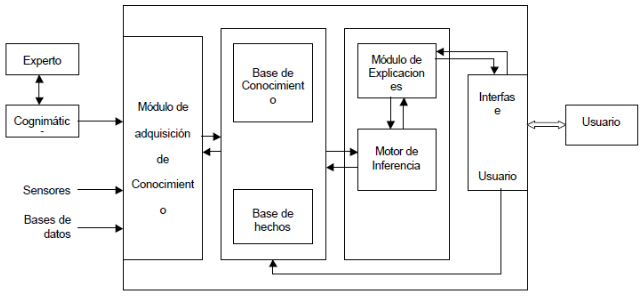 Experto
Cognimátic
-
Sensores
Bases de
datos
Módulo de
adquisición
de
Conocimient
o
Base de
Conocimient
o
Base de
hechos
Módulo de
Explicacion
es
Motor de
Inferencia
Interfas
e
Usuario
Usuario